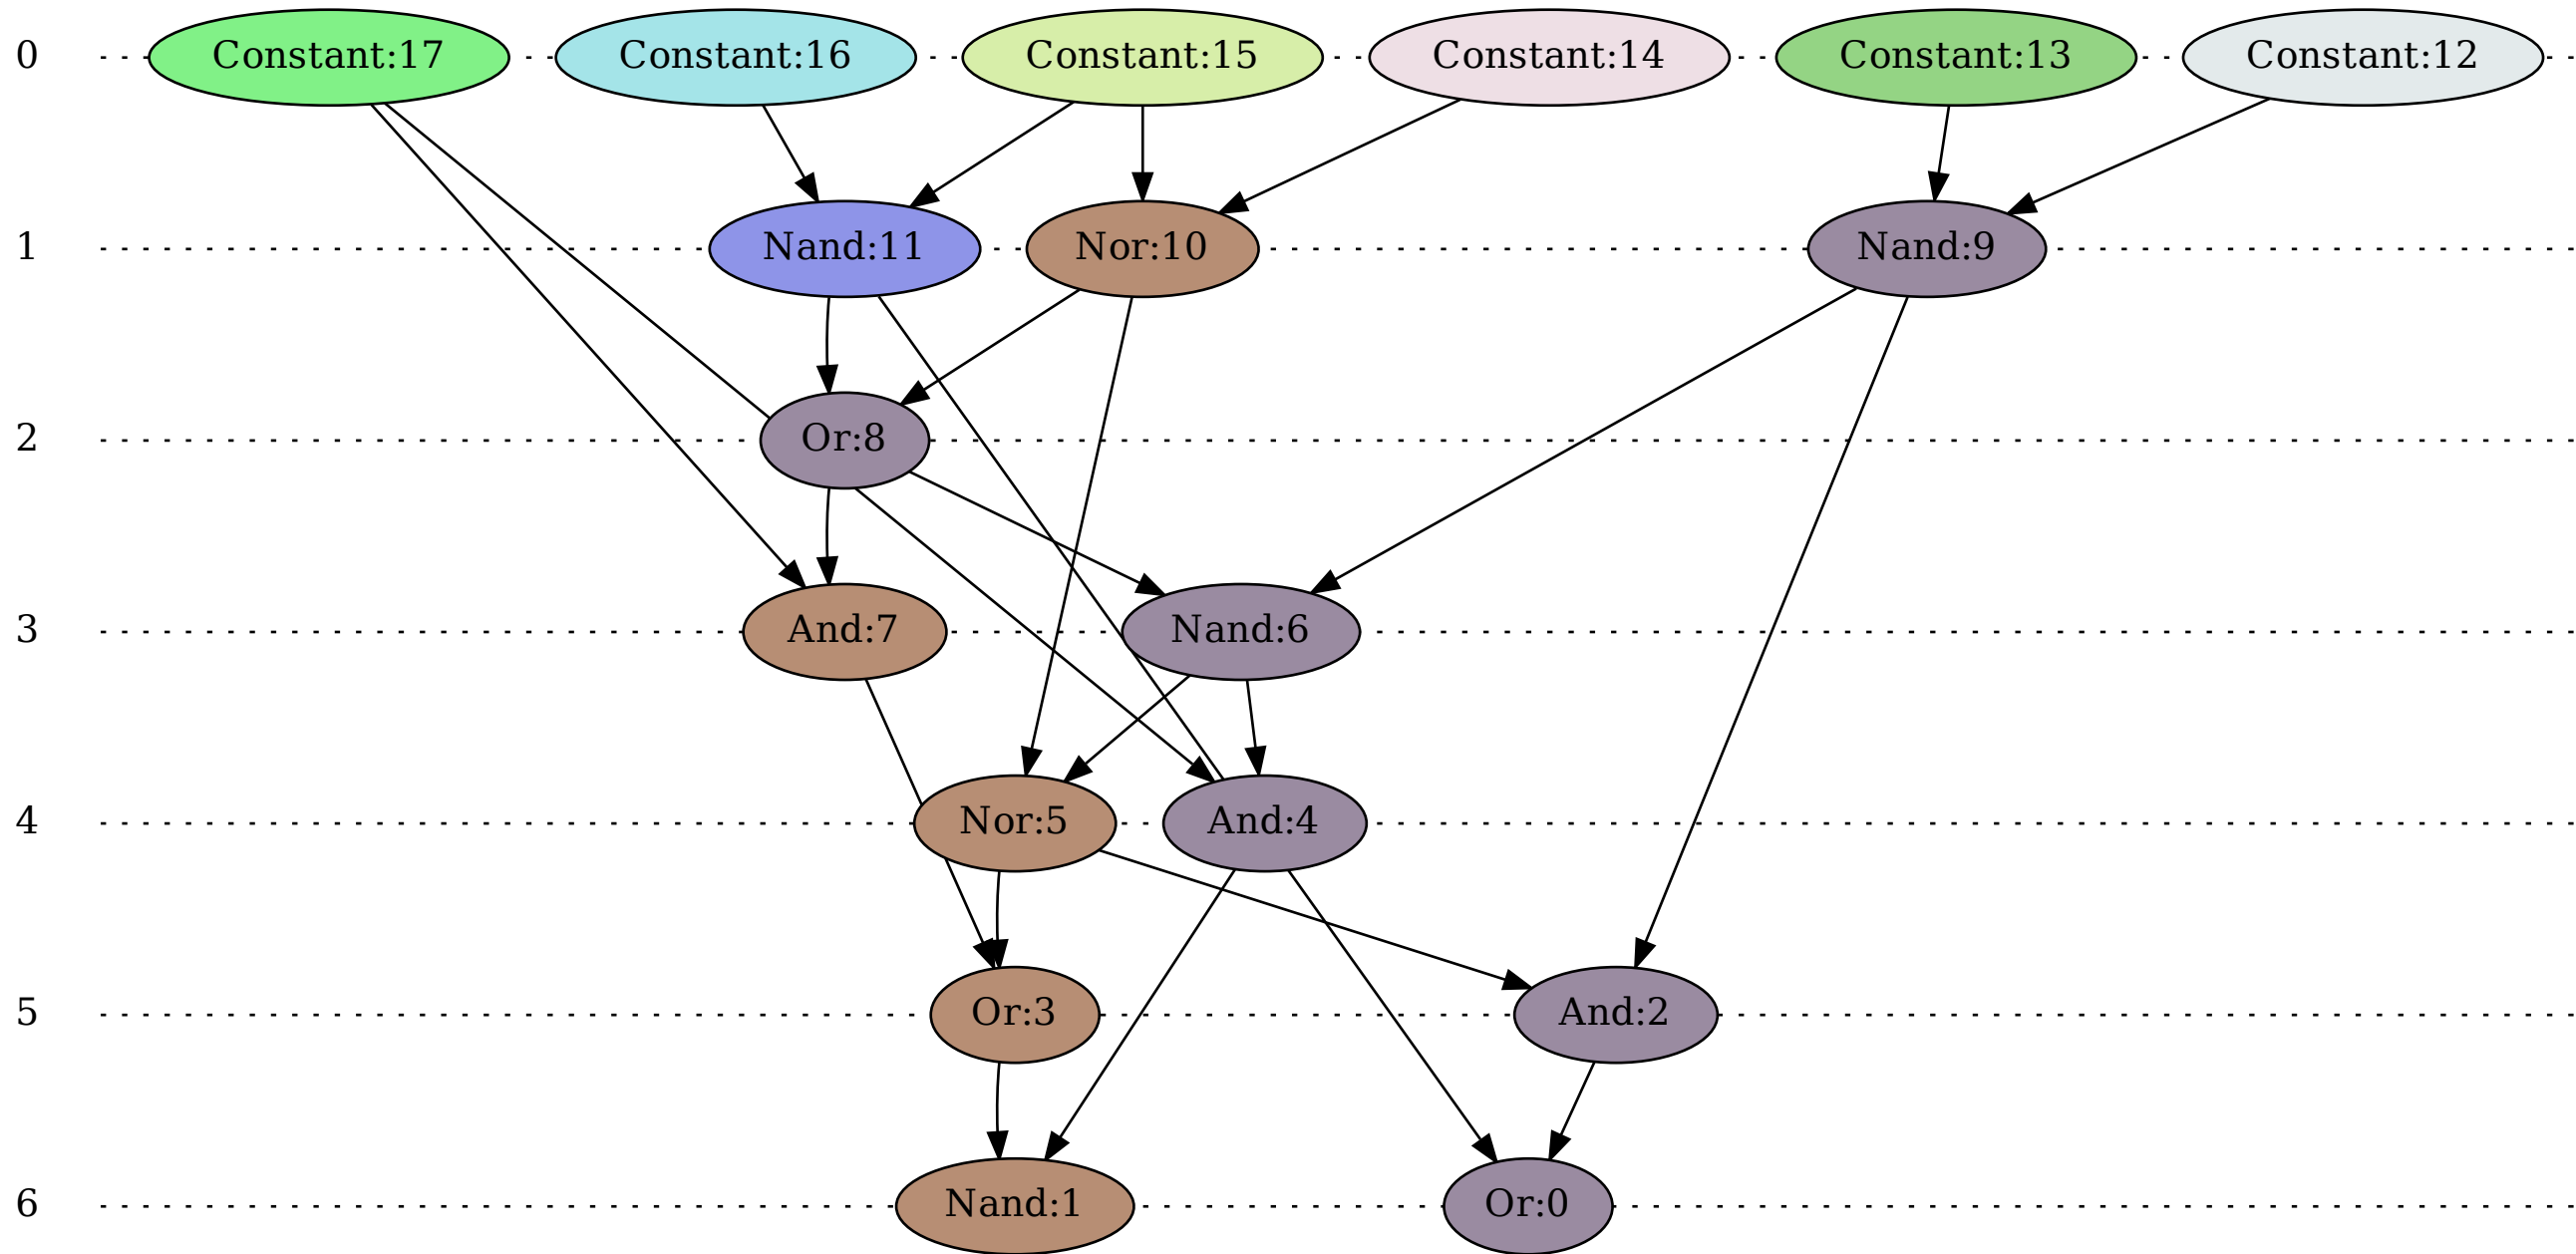 0 Constant:17 Constant:16 Constant:15 Constant:14 Constant:13 Constant:12
1 Nand:11 Nor:10 Nand:9
2 Or:8
3 And:7 Nand:6
4 Nor:5 And:4
5 Or:3 And:2
6 Nand:1 Or:0